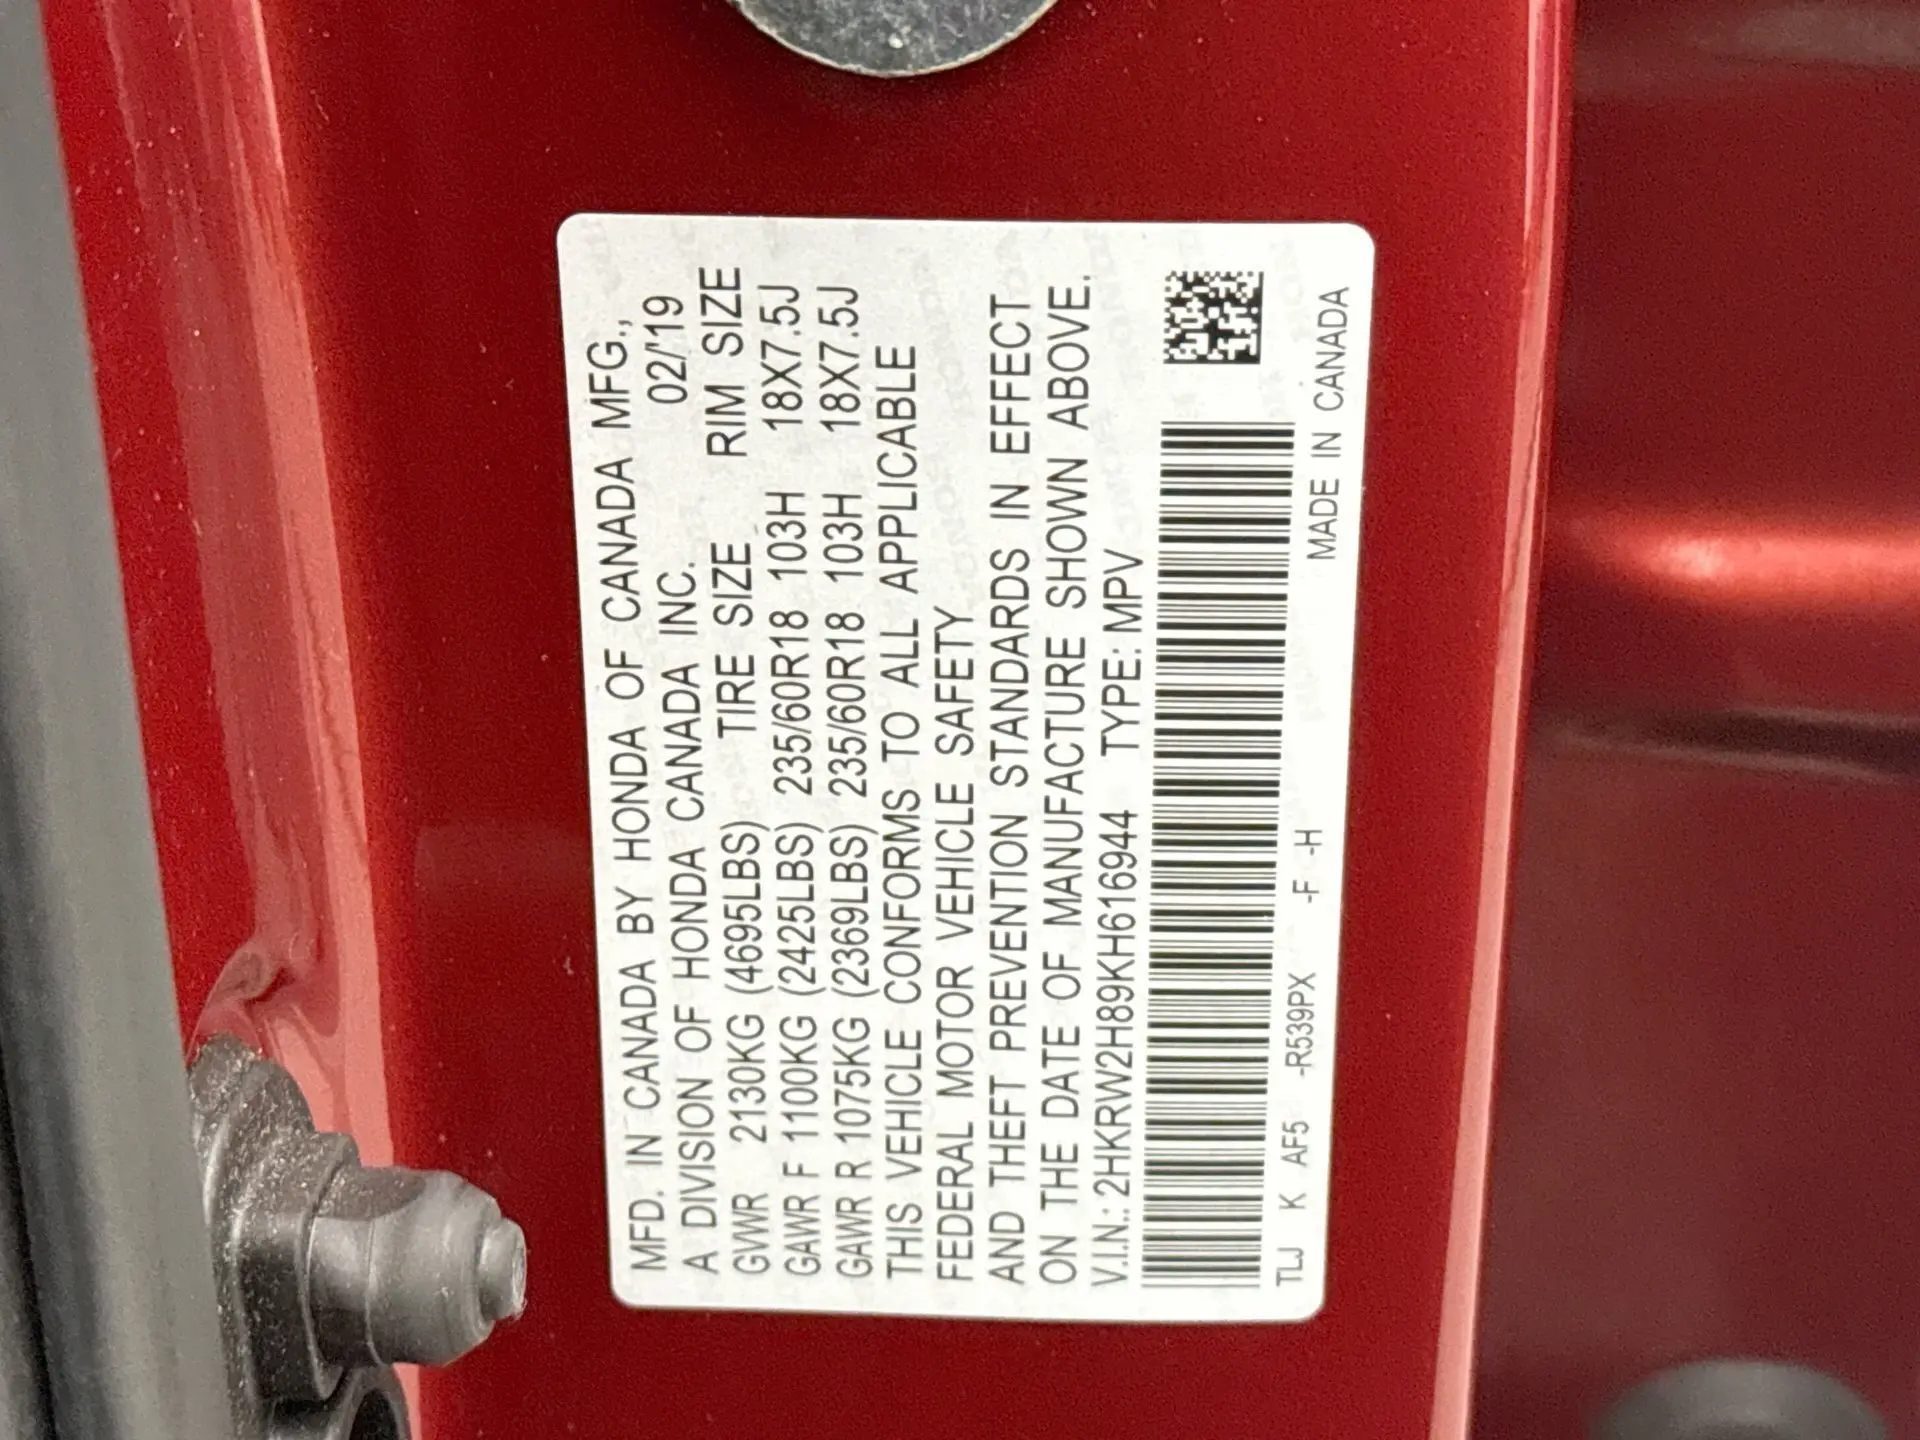 MFD. IN CANADA BY HONDA OF CANADA MFG.,
A DIVISION OF HONDA CANADA INC. 02/'19
GVWR 2130KG (4695LBS) TIRE SIZE RIM SIZE
GAWR F 1100KG (2425LBS) 235/60R18 103H 18X7.5J
GAWR R 1075KG (2369LBS) 235/60R18 103H 18X7.5J
THIS VEHICLE CONFORMS TO ALL APPLICABLE
FEDERAL MOTOR VEHICLE SAFETY
AND THEFT PREVENTION STANDARDS IN EFFECT
ON THE DATE OF MANUFACTURE SHOWN ABOVE.
V.I.N.: 2HKRW2H89KH616944 TYPE: MPV
TLJ K AF5 -R539PX -F -H MADE IN CANADA